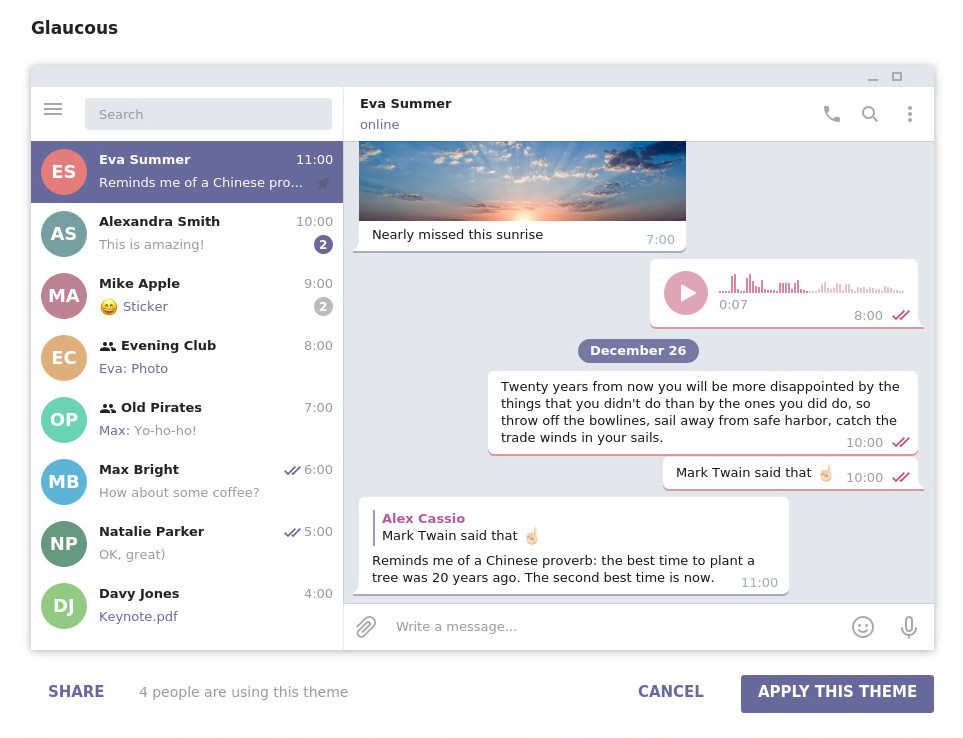 Glaucous
Search
Eva Summer
online
Eva Summer 11:00
Reminds me of a Chinese pro...
ES
Alexandra Smith 10:00
This is amazing! 2
AS
Mike Apple 9:00
😄 Sticker 2
MA
Evening Club 8:00
Eva: Photo
EC
Old Pirates 7:00
Max: Yo-ho-ho!
OP
Max Bright 6:00
How about some coffee?
MB
Natalie Parker 5:00
OK, great)
NP
Davy Jones 4:00
Keynote.pdf
DJ
Nearly missed this sunrise 7:00
0:07
8:00
December 26
Twenty years from now you will be more disappointed by the
things that you didn't do than by the ones you did do, so
throw off the bowlines, sail away from safe harbor, catch the
trade winds in your sails. 10:00
Mark Twain said that ☝🏻 10:00
Alex Cassio
Mark Twain said that ☝🏻
Reminds me of a Chinese proverb: the best time to plant a
tree was 20 years ago. The second best time is now. 11:00
Write a message...
SHARE 4 people are using this theme CANCEL APPLY THIS THEME